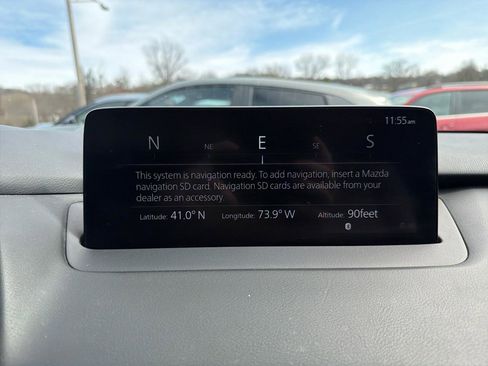 11:55am
N NE E SE S
This system is navigation ready. To add navigation, insert a Mazda
navigation SD card. Navigation SD cards are available from your
dealer as an accessory.
Latitude: 41.0° N Longitude: 73.9° W Altitude: 90feet